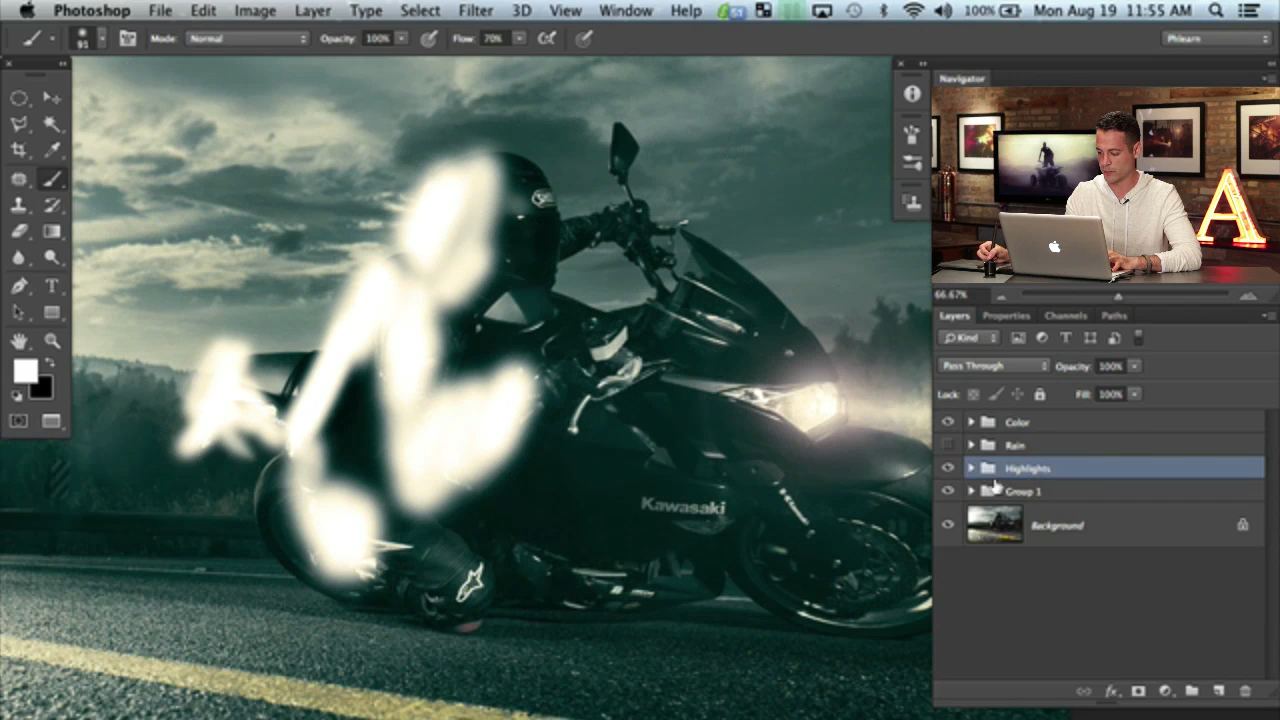 Photoshop File Edit Image Layer Type Select Filter 3D View Window Help 100% Mon Aug 19 11:55 AM
91 Mode: Normal Opacity: 100% Flow: 70% Phlearn
Navigator
A
66.67%
Layers Properties Channels Paths
Kind
Pass Through Opacity: 100%
Lock: Fill: 100%
Color
Rain
Highlights
Group 1
Background
Kawasaki
fx